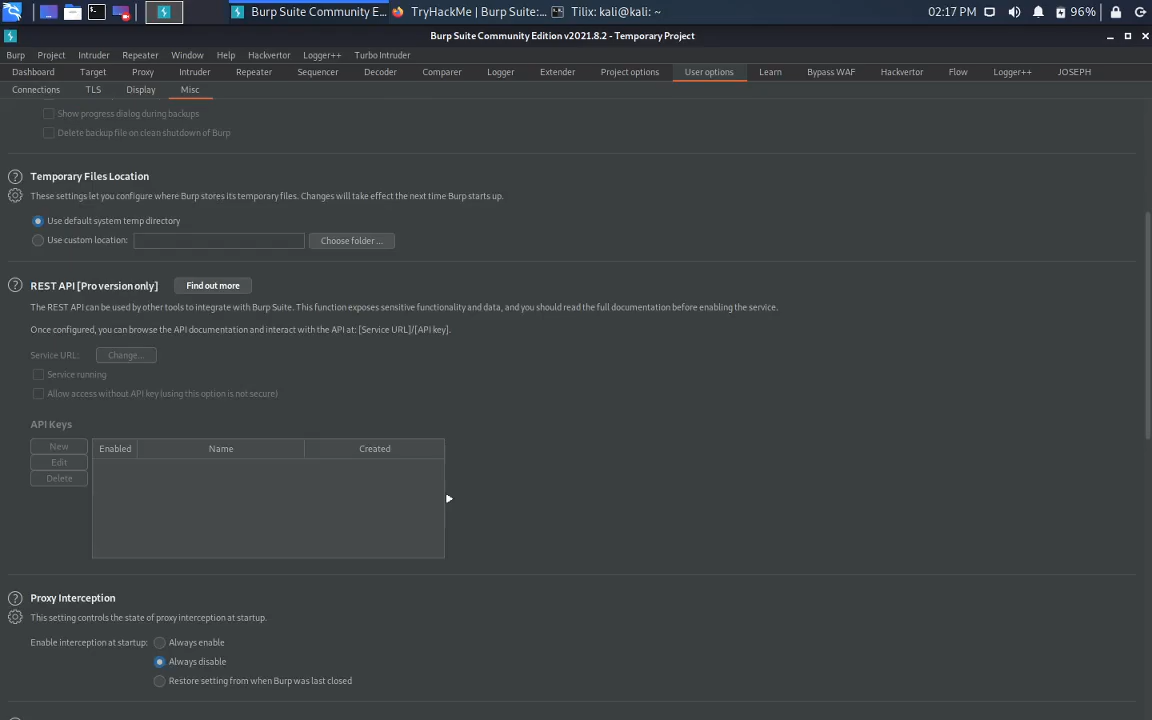 Burp Suite Community E...
TryHackMe | Burp Suite:...
Tilix: kali@kali: ~
02:17 PM
96%
Burp Suite Community Edition v2021.8.2 - Temporary Project
Burp Project Intruder Repeater Window Help Hackvertor Logger++ Turbo Intruder
Dashboard Target Proxy Intruder Repeater Sequencer Decoder Comparer Logger Extender Project options User options Learn Bypass WAF Hackvertor Flow Logger++ JOSEPH
Connections TLS Display Misc
Show progress dialog during backups
Delete backup file on clean shutdown of Burp
? Temporary Files Location
These settings let you configure where Burp stores its temporary files. Changes will take effect the next time Burp starts up.
Use default system temp directory
Use custom location: Choose folder ...
? REST API [Pro version only] Find out more
The REST API can be used by other tools to integrate with Burp Suite. This function exposes sensitive functionality and data, and you should read the full documentation before enabling the service.
Once configured, you can browse the API documentation and interact with the API at: [Service URL]/[API key].
Service URL: Change...
Service running
Allow access without API key (using this option is not secure)
API Keys
New
Edit
Delete
Enabled Name Created
? Proxy Interception
This setting controls the state of proxy interception at startup.
Enable interception at startup: Always enable
Always disable
Restore setting from when Burp was last closed